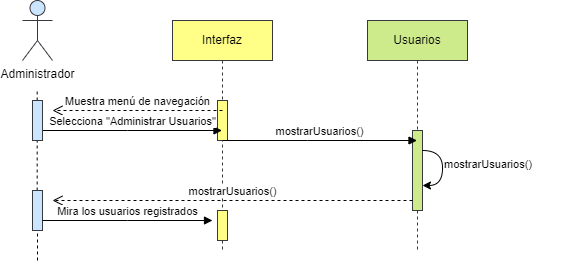 Interfaz
Usuarios
Administrador
Muestra menú de navegación
Selecciona "Administrar Usuarios"
mostrarUsuarios()
mostrarUsuarios()
mostrarUsuarios()
Mira los usuarios registrados